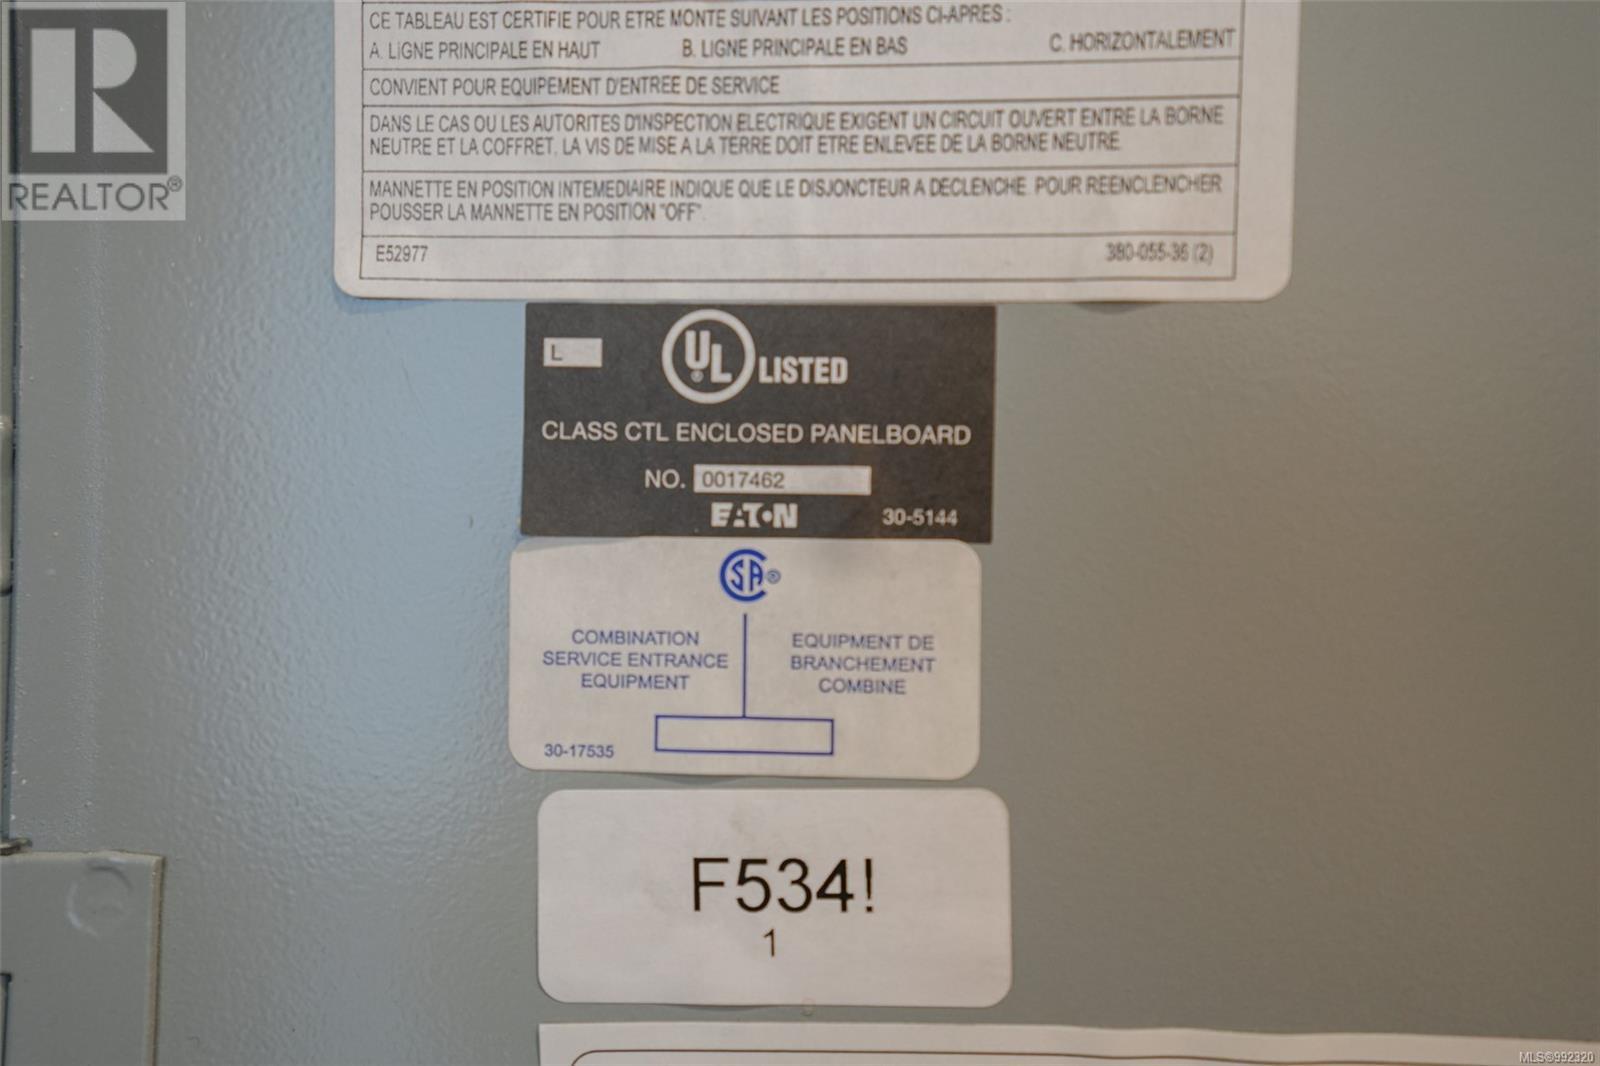 CE TABLEAU EST CERTIFIE POUR ETRE MONTE SUIVANT LES POSITIONS CI-APRES :
A. LIGNE PRINCIPALE EN HAUT B. LIGNE PRINCIPALE EN BAS C. HORIZONTALEMENT
CONVIENT POUR EQUIPEMENT D'ENTREE DE SERVICE
DANS LE CAS OU LES AUTORITES D'INSPECTION ELECTRIQUE EXIGENT UN CIRCUIT OUVERT ENTRE LA BORNE
NEUTRE ET LA COFFRET, LA VIS DE MISE A LA TERRE DOIT ETRE ENLEVEE DE LA BORNE NEUTRE.
MANNETTE EN POSITION INTEMEDIAIRE INDIQUE QUE LE DISJONCTEUR A DECLENCHE. POUR REENCLENCHER
POUSSER LA MANNETTE EN POSITION "OFF".
E52977 380-055-36 (2)
REALTOR®
L
UL® LISTED
CLASS CTL ENCLOSED PANELBOARD
NO. 0017462
EATON 30-5144
CSA®
COMBINATION
SERVICE ENTRANCE
EQUIPMENT
EQUIPMENT DE
BRANCHEMENT
COMBINE
30-17535
F534!
1
MLS®992320